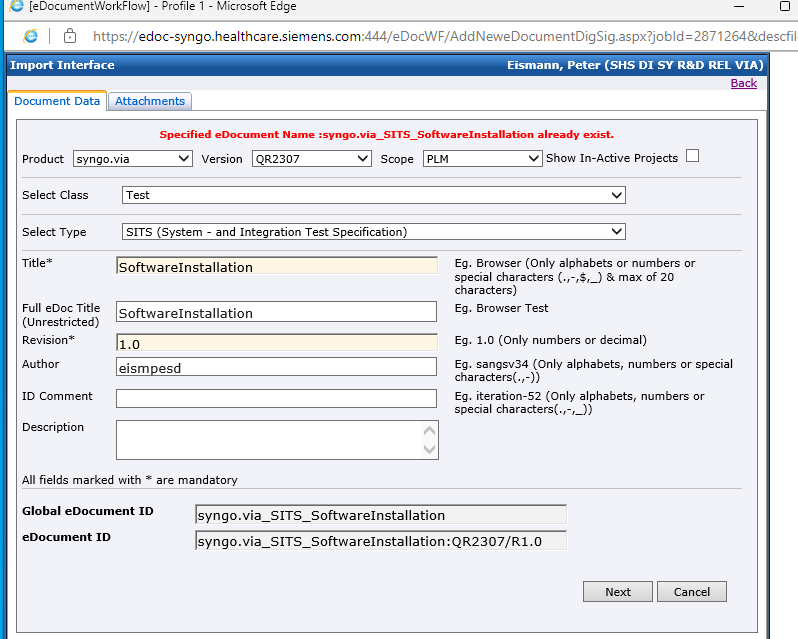 [eDocumentWorkFlow] - Profile 1 - Microsoft Edge
https://edoc-syngo.healthcare.siemens.com:444/eDocWF/AddNeweDocumentDigSig.aspx?jobId=2871264&descfil
Import Interface Eismann, Peter (SHS DI SY R&D REL VIA)
Back
Document Data Attachments
Specified eDocument Name :syngo.via_SITS_SoftwareInstallation already exist.
Product syngo.via Version QR2307 Scope PLM Show In-Active Projects
Select Class Test
Select Type SITS (System - and Integration Test Specification)
Title* SoftwareInstallation Eg. Browser (Only alphabets or numbers or
special characters (.,-,$,_) & max of 20
characters)
Full eDoc Title SoftwareInstallation Eg. Browser Test
(Unrestricted)
Revision* 1.0 Eg. 1.0 (Only numbers or decimal)
Author eismpesd Eg. sangsv34 (Only alphabets, numbers or special
characters(.,-))
ID Comment Eg. iteration-52 (Only alphabets, numbers or
special characters(.,-,_))
Description
All fields marked with * are mandatory
Global eDocument ID syngo.via_SITS_SoftwareInstallation
eDocument ID syngo.via_SITS_SoftwareInstallation:QR2307/R1.0
Next Cancel